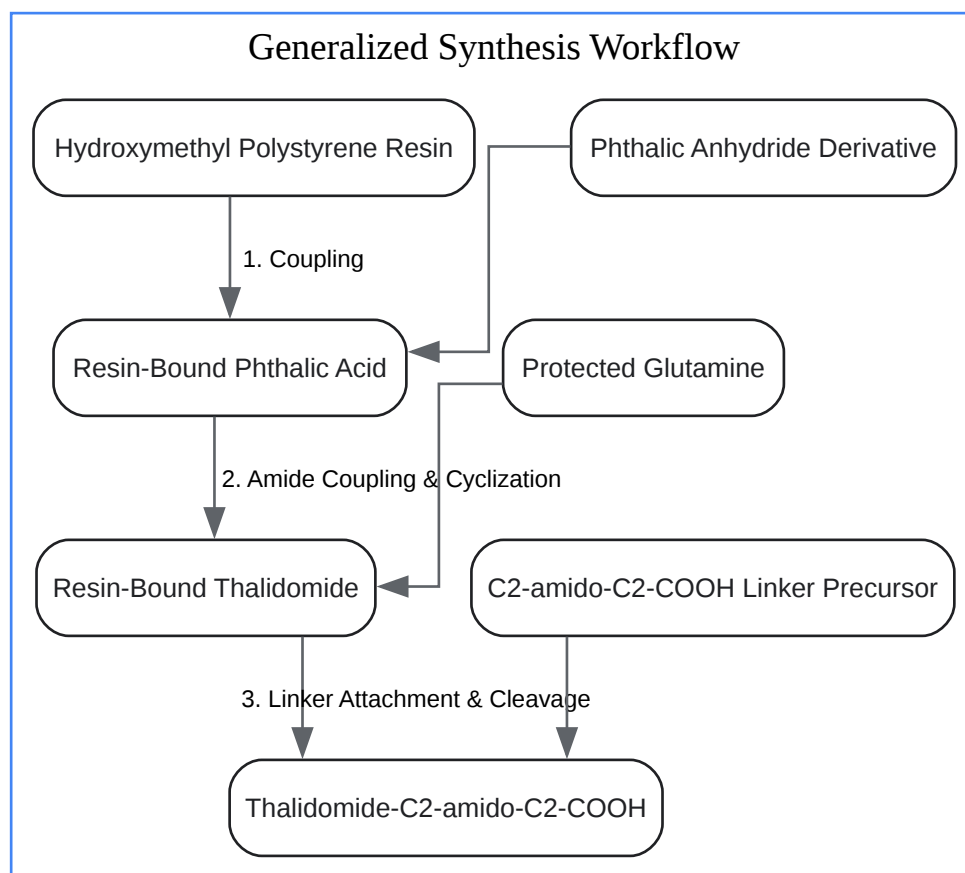 Generalized Synthesis Workflow
Hydroxymethyl Polystyrene Resin
Phthalic Anhydride Derivative
1. Coupling
Resin-Bound Phthalic Acid
Protected Glutamine
2. Amide Coupling & Cyclization
Resin-Bound Thalidomide
C2-amido-C2-COOH Linker Precursor
3. Linker Attachment & Cleavage
Thalidomide-C2-amido-C2-COOH